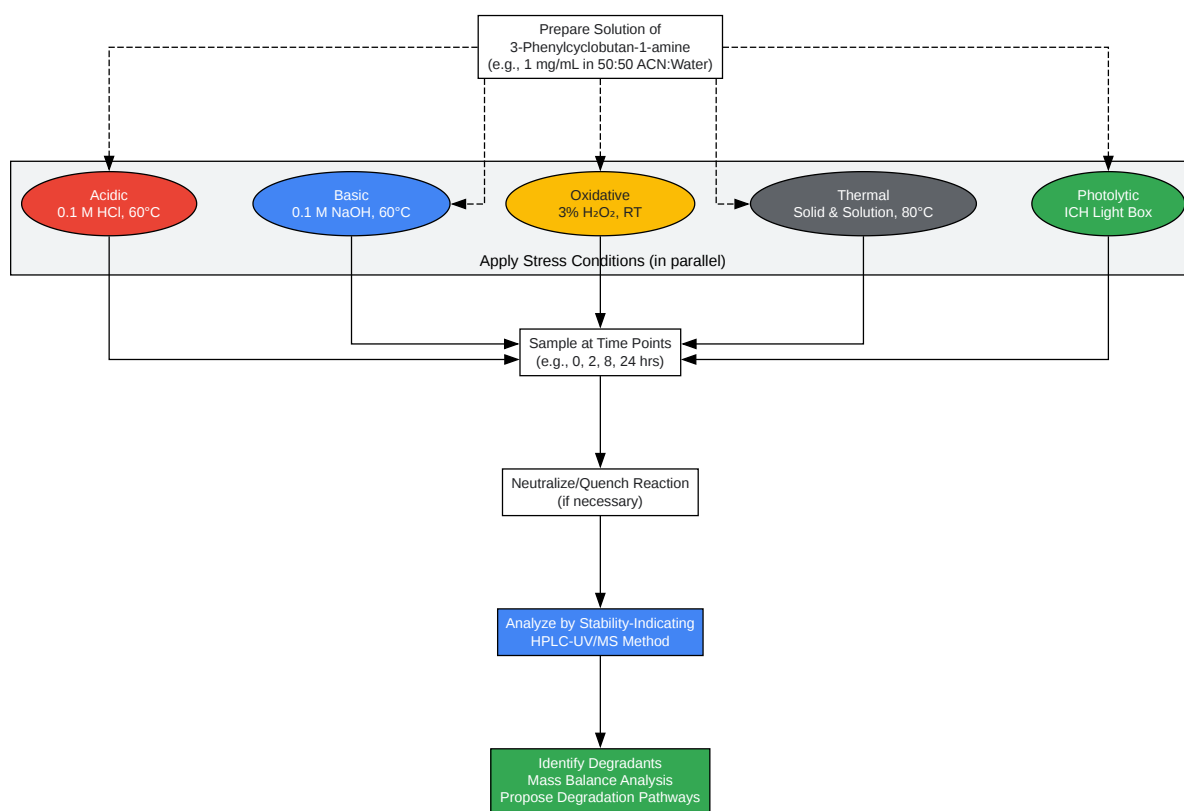 Prepare Solution of
3-Phenylcyclobutan-1-amine
(e.g., 1 mg/mL in 50:50 ACN:Water)
Acidic
0.1 M HCl, 60°C
Basic
0.1 M NaOH, 60°C
Oxidative
3% H₂O₂, RT
Thermal
Solid & Solution, 80°C
Photolytic
ICH Light Box
Apply Stress Conditions (in parallel)
Sample at Time Points
(e.g., 0, 2, 8, 24 hrs)
Neutralize/Quench Reaction
(if necessary)
Analyze by Stability-Indicating
HPLC-UV/MS Method
Identify Degradants
Mass Balance Analysis
Propose Degradation Pathways